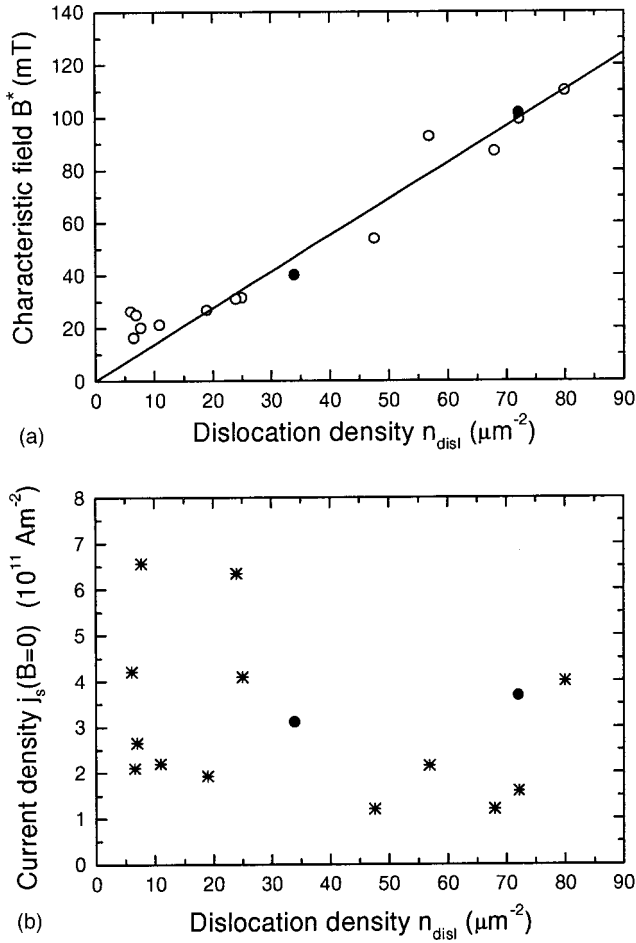 140
120
100
80
60
40
20
0
Characteristic field B* (mT)
0 10 20 30 40 50 60 70 80 90
Dislocation density n_disl (μm⁻²)
(a)
8
7
6
5
4
3
2
1
0
Current density j_s(B=0) (10¹¹ Am⁻²)
0 10 20 30 40 50 60 70 80 90
Dislocation density n_disl (μm⁻²)
(b)